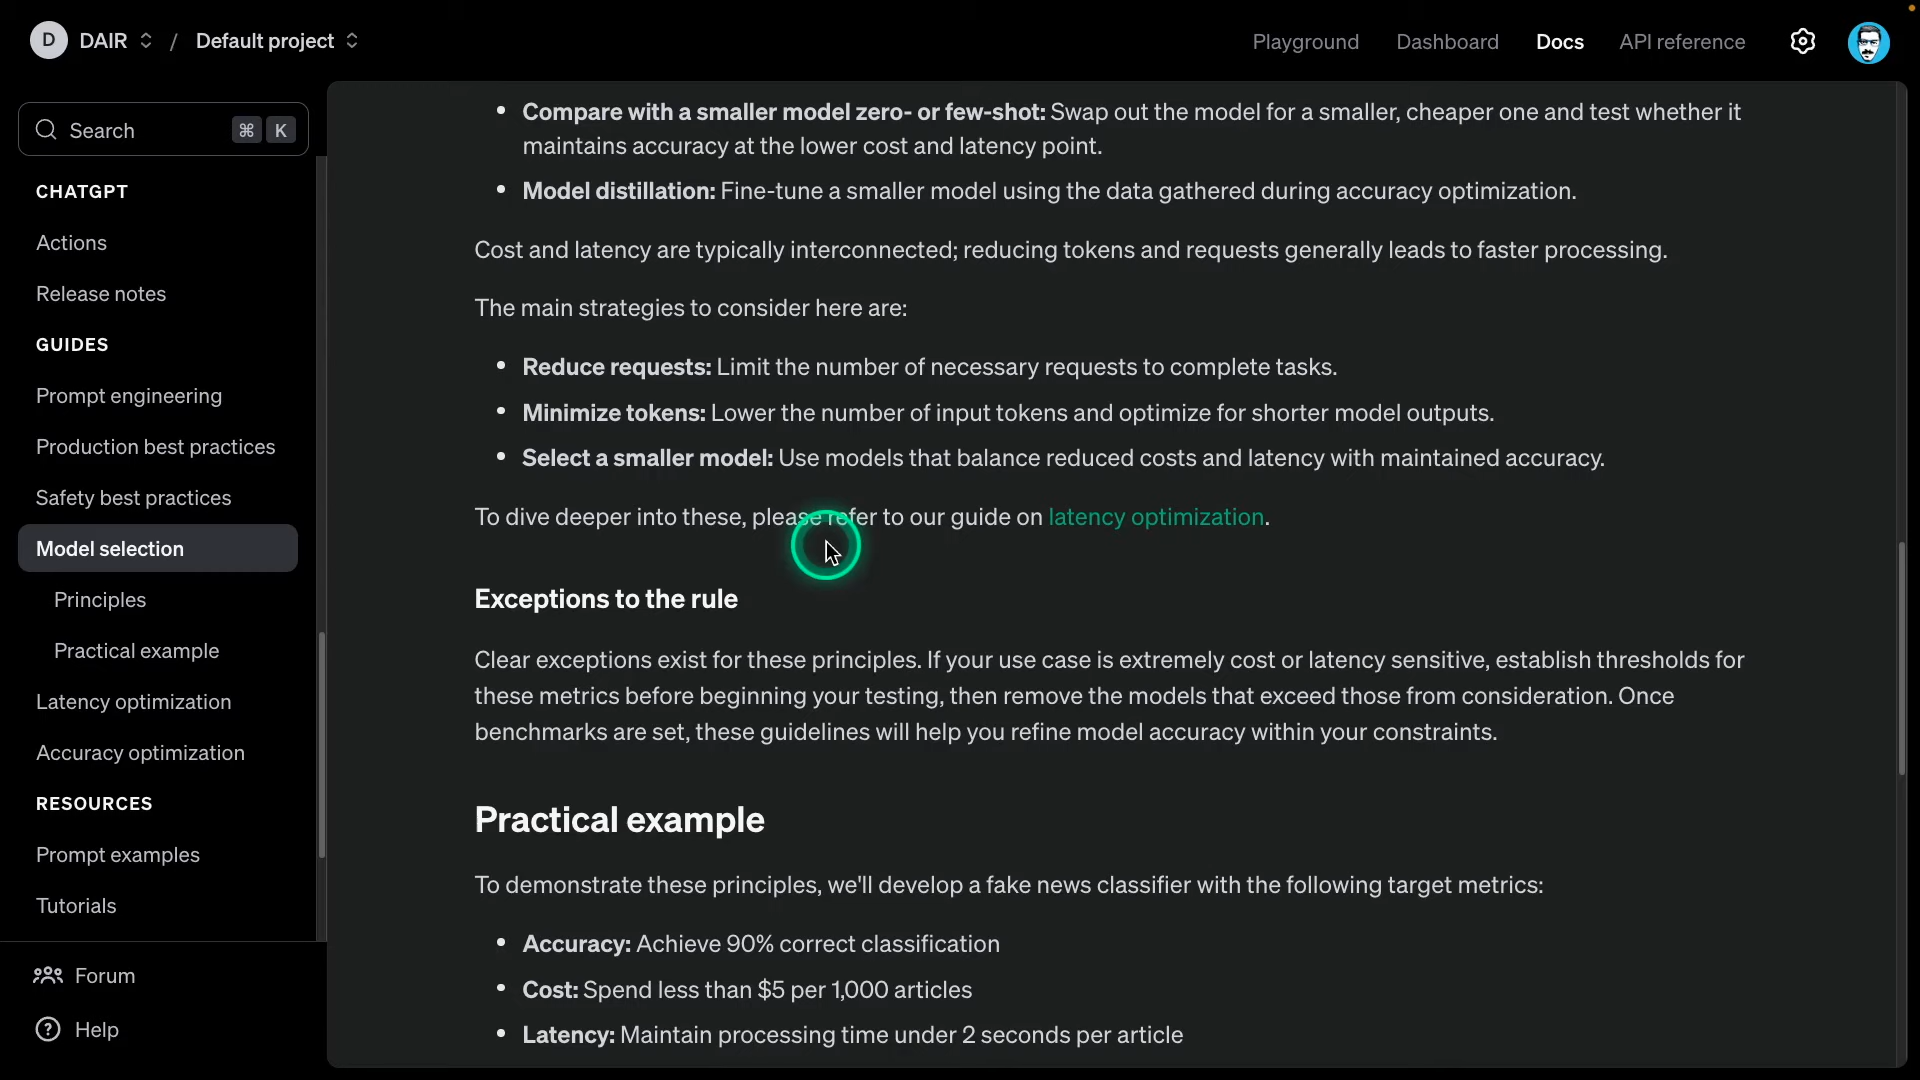 D DAIR / Default project
Playground Dashboard Docs API reference
Search ⌘ K
CHATGPT
Actions
Release notes
GUIDES
Prompt engineering
Production best practices
Safety best practices
Model selection
Principles
Practical example
Latency optimization
Accuracy optimization
RESOURCES
Prompt examples
Tutorials
Forum
Help
• Compare with a smaller model zero- or few-shot: Swap out the model for a smaller, cheaper one and test whether it
maintains accuracy at the lower cost and latency point.
• Model distillation: Fine-tune a smaller model using the data gathered during accuracy optimization.
Cost and latency are typically interconnected; reducing tokens and requests generally leads to faster processing.
The main strategies to consider here are:
• Reduce requests: Limit the number of necessary requests to complete tasks.
• Minimize tokens: Lower the number of input tokens and optimize for shorter model outputs.
• Select a smaller model: Use models that balance reduced costs and latency with maintained accuracy.
To dive deeper into these, please refer to our guide on latency optimization.
Exceptions to the rule
Clear exceptions exist for these principles. If your use case is extremely cost or latency sensitive, establish thresholds for
these metrics before beginning your testing, then remove the models that exceed those from consideration. Once
benchmarks are set, these guidelines will help you refine model accuracy within your constraints.
Practical example
To demonstrate these principles, we'll develop a fake news classifier with the following target metrics:
• Accuracy: Achieve 90% correct classification
• Cost: Spend less than $5 per 1,000 articles
• Latency: Maintain processing time under 2 seconds per article